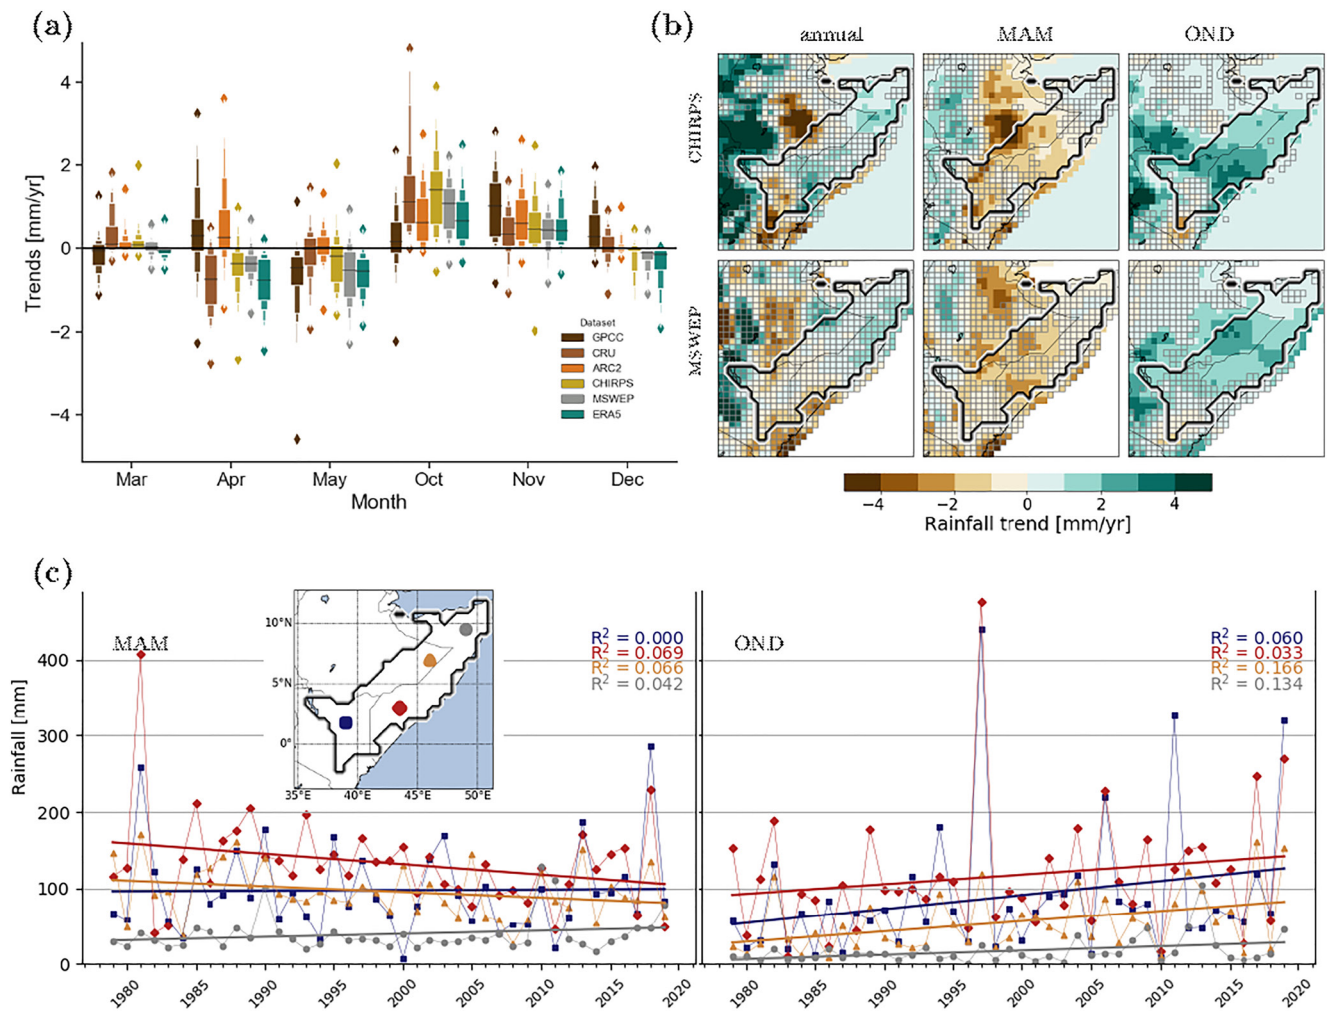 (a)
Trends [mm/yr]
4
2
0
−2
−4
Dataset
GPCC
CRU
ARC2
CHIRPS
MSWEP
ERA5
Mar Apr May Oct Nov Dec
Month
(b)
annual MAM OND
CHIRPS
MSWEP
−4 −2 0 2 4
Rainfall trend [mm/yr]
(c)
Rainfall [mm]
400
300
200
100
0
MAM
10°N
5°N
0°
35°E 40°E 45°E 50°E
R² = 0.000
R² = 0.069
R² = 0.066
R² = 0.042
1980 1985 1990 1995 2000 2005 2010 2015 2020
OND
R² = 0.060
R² = 0.033
R² = 0.166
R² = 0.134
1980 1985 1990 1995 2000 2005 2010 2015 2020